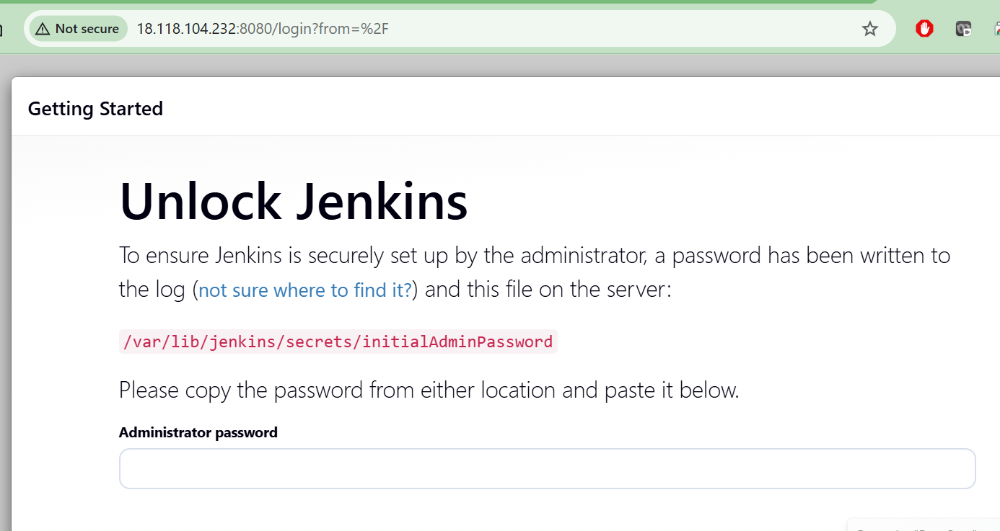 Not secure 18.118.104.232:8080/login?from=%2F
Getting Started
Unlock Jenkins
To ensure Jenkins is securely set up by the administrator, a password has been written to
the log (not sure where to find it?) and this file on the server:
/var/lib/jenkins/secrets/initialAdminPassword
Please copy the password from either location and paste it below.
Administrator password